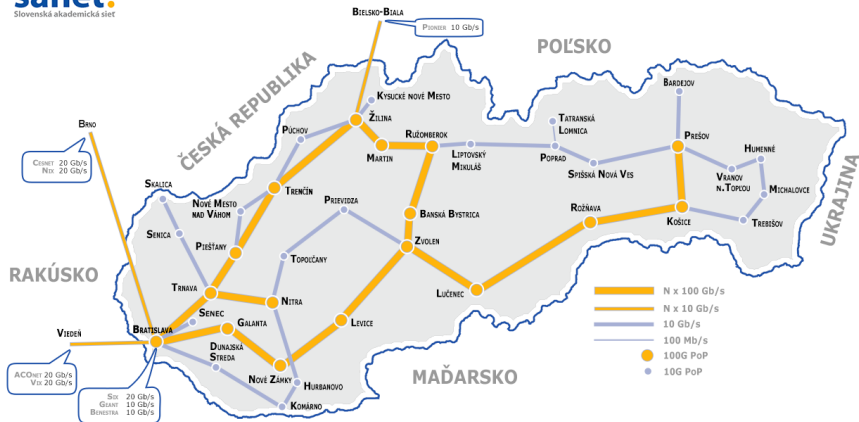 sanet.
Slovenská akademická sieť
Bielsko-Biala
Pionier 10 Gb/s
POĽSKO
ČESKÁ REPUBLIKA
Kysucké Nové Mesto
Bardejov
Brno
Púchov
Žilina
Ružomberok
Tatranská
Lomnica
Prešov
Humenné
Martin
Liptovský
Mikuláš
Poprad
Cesnet 20 Gb/s
Nix 20 Gb/s
Spišská Nová Ves
Vranov
n.Topľou
Michalovce
Skalica
Trenčín
Nové Mesto
nad Váhom
Prievidza
Rožňava
Banská Bystrica
Košice
Trebišov
UKRAJINA
Senica
Piešťany
Zvolen
Topoľčany
RAKÚSKO
Trnava
Nitra
Lučenec
N x 100 Gb/s
N x 10 Gb/s
10 Gb/s
100 Mb/s
100G PoP
10G PoP
Senec
Galanta
Levice
Bratislava
Viedeň
Dunajská
Streda
Nové Zámky
MAĎARSKO
ACOnet 20 Gb/s
Vix 20 Gb/s
Hurbanovo
Komárno
Six 20 Gb/s
Geant 10 Gb/s
Benestra 10 Gb/s